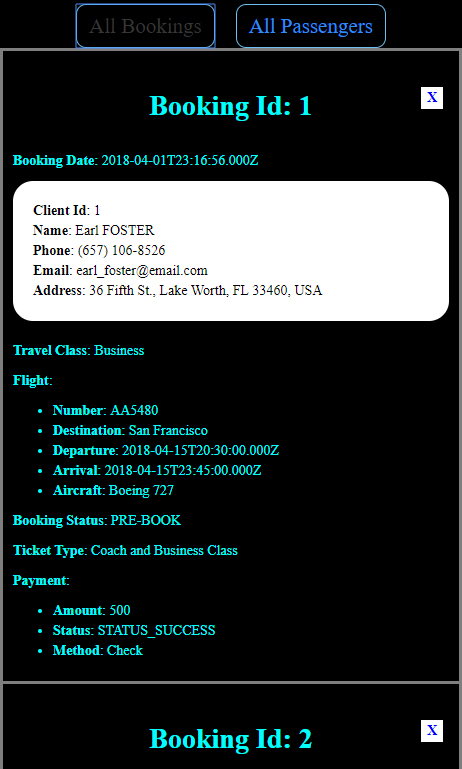 All Bookings All Passengers
Booking Id: 1 X
Booking Date: 2018-04-01T23:16:56.000Z
Client Id: 1
Name: Earl FOSTER
Phone: (657) 106-8526
Email: earl_foster@email.com
Address: 36 Fifth St., Lake Worth, FL 33460, USA
Travel Class: Business
Flight:
• Number: AA5480
• Destination: San Francisco
• Departure: 2018-04-15T20:30:00.000Z
• Arrival: 2018-04-15T23:45:00.000Z
• Aircraft: Boeing 727
Booking Status: PRE-BOOK
Ticket Type: Coach and Business Class
Payment:
• Amount: 500
• Status: STATUS_SUCCESS
• Method: Check
Booking Id: 2 X